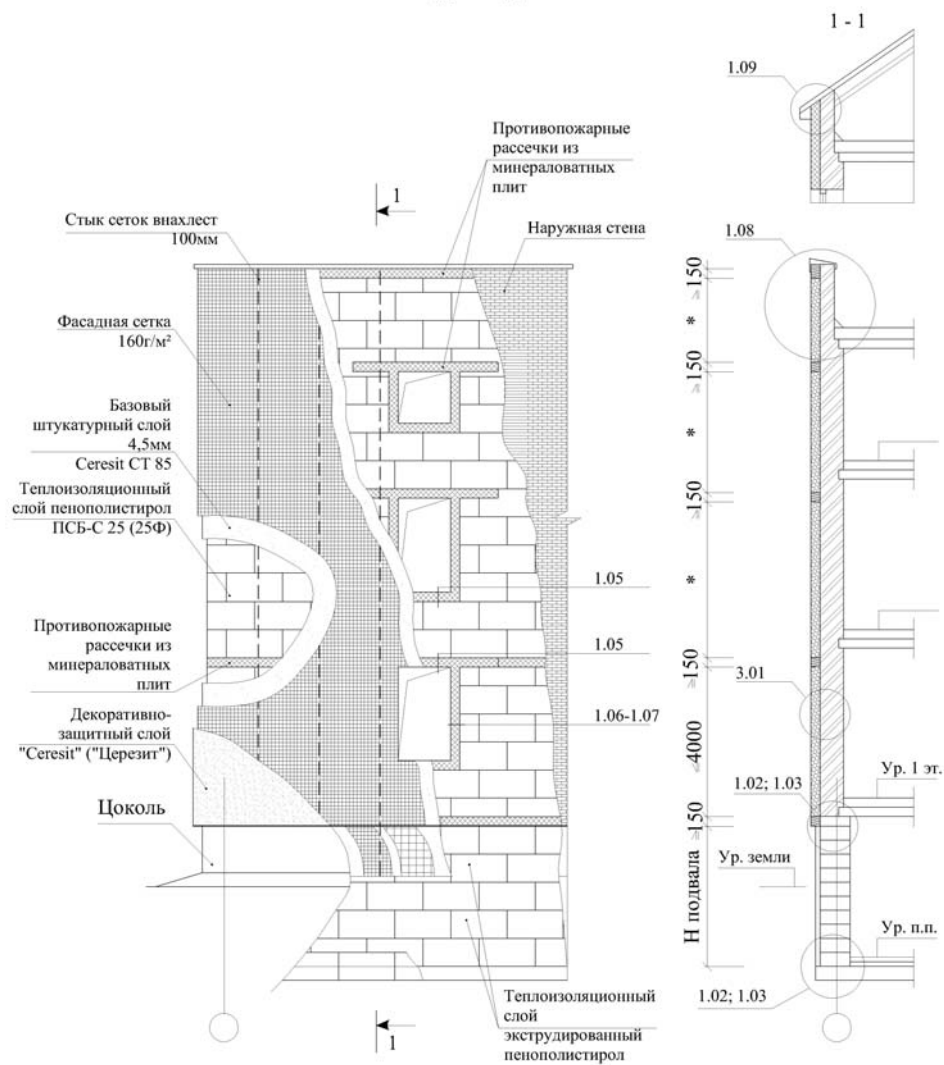 1 - 1
1.09
Противопожарные
рассечки из
минераловатных
плит
1
Стык сеток внахлест
100мм
Наружная стена
1.08
Фасадная сетка
160г/м²
Базовый
штукатурный слой
4,5мм
Ceresit СТ 85
Теплоизоляционный
слой пенополистирол
ПСБ-С 25 (25Ф)
Противопожарные
рассечки из
минераловатных
плит
Декоративно-
защитный слой
"Ceresit" ("Церезит")
Цоколь
1.05
1.05
1.06-1.07
Теплоизоляционный
слой
экструдированный
пенополистирол
1
≥150
*
≥150
*
≥150
*
≥150
≥4000
≥150
Н подвала
3.01
Ур. 1 эт.
1.02; 1.03
Ур. земли
Ур. п.п.
1.02; 1.03